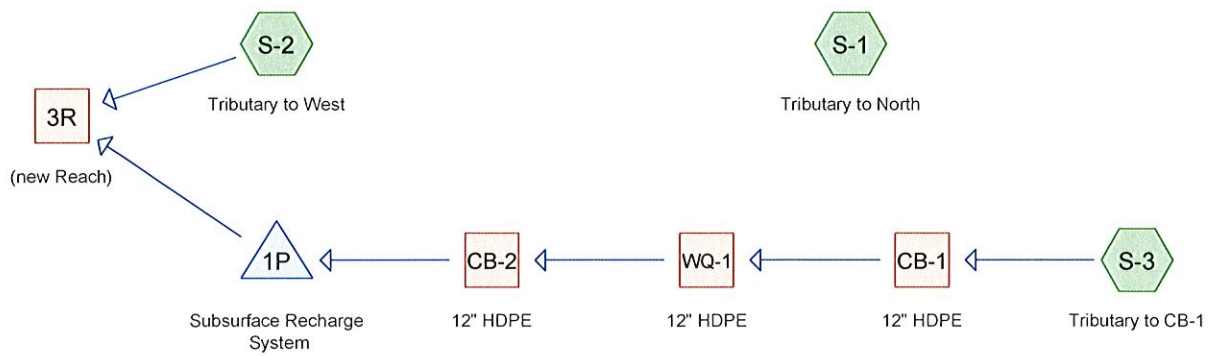 S-2
S-1
Tributary to West
Tributary to North
3R
(new Reach)
1P
CB-2
WQ-1
CB-1
S-3
Subsurface Recharge
System
12" HDPE
12" HDPE
12" HDPE
Tributary to CB-1